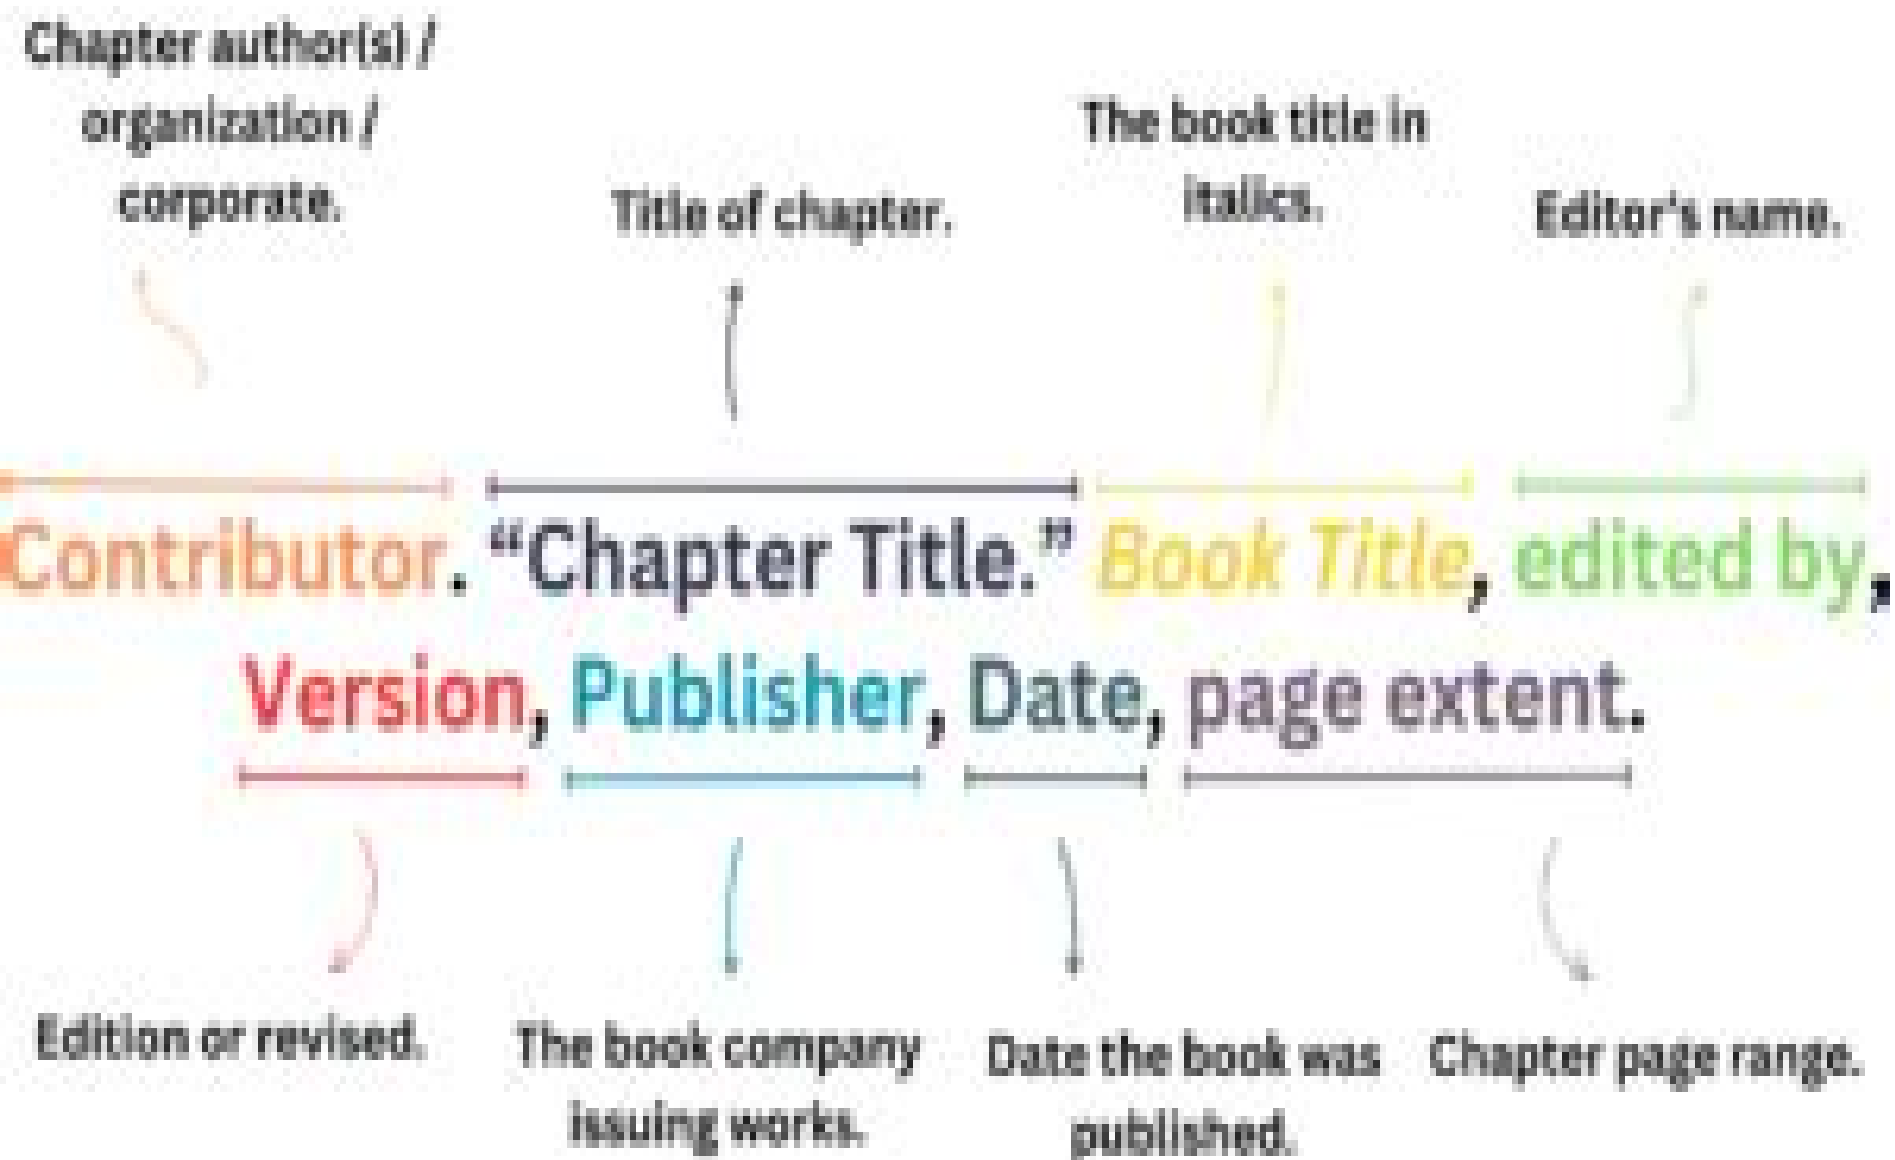 Chapter author(s) /
organization /
corporate.
Title of chapter.
The book title in
italics.
Editor's name.
Contributor. “Chapter Title.” Book Title, edited by,
Version, Publisher, Date, page extent.
Edition or revised.
The book company
issuing works.
Date the book was
published.
Chapter page range.